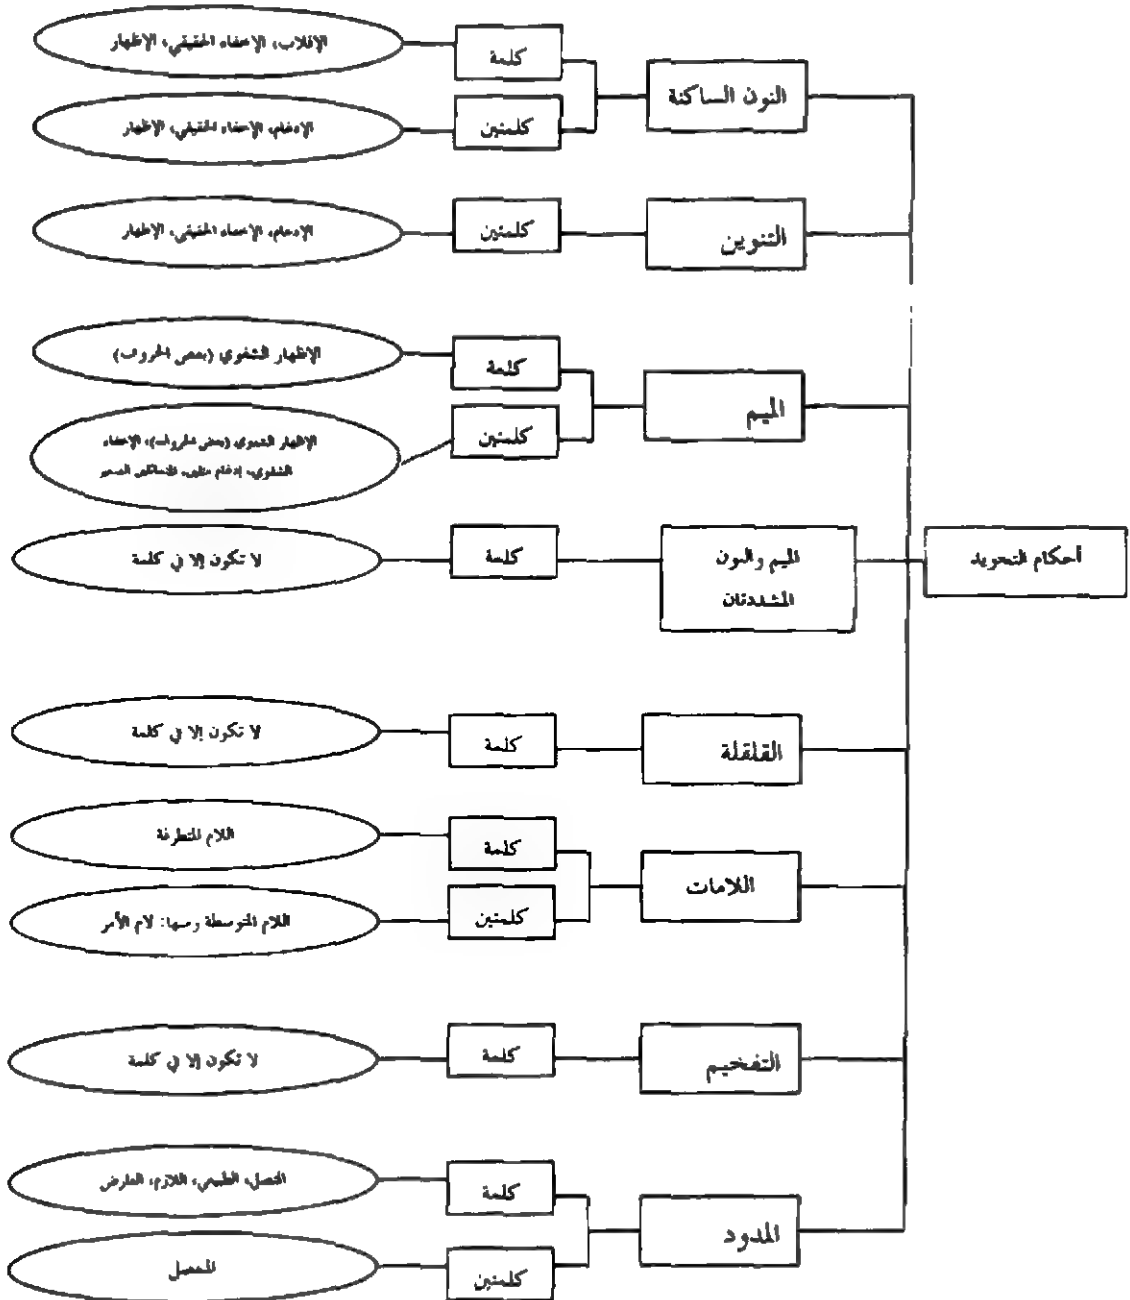 أحكام التجويد
النون الساكنة
كلمة
الإقلاب، الإخفاء الحقيقي، الإظهار
كلمتين
الإدغام، الإخفاء الحقيقي، الإظهار
التنوين
كلمتين
الإدغام، الإخفاء الحقيقي، الإظهار
الميم
كلمة
الإظهار الشفوي (بعض الحروف)
كلمتين
الإظهار الشفوي (بعض الحروف)، الإخفاء
الشفوي، إدغام مثلين، الصغير
الميم والنون
المشددتان
كلمة
لا تكون إلا في كلمة
القلقلة
كلمة
لا تكون إلا في كلمة
اللامات
كلمة
اللام المتطرفة
كلمتين
اللام المتوسطة ومنها: لام الأمر
التفخيم
كلمة
لا تكون إلا في كلمة
المدود
كلمة
المتصل، الطبيعي، اللازم، العارض
كلمتين
المنفصل